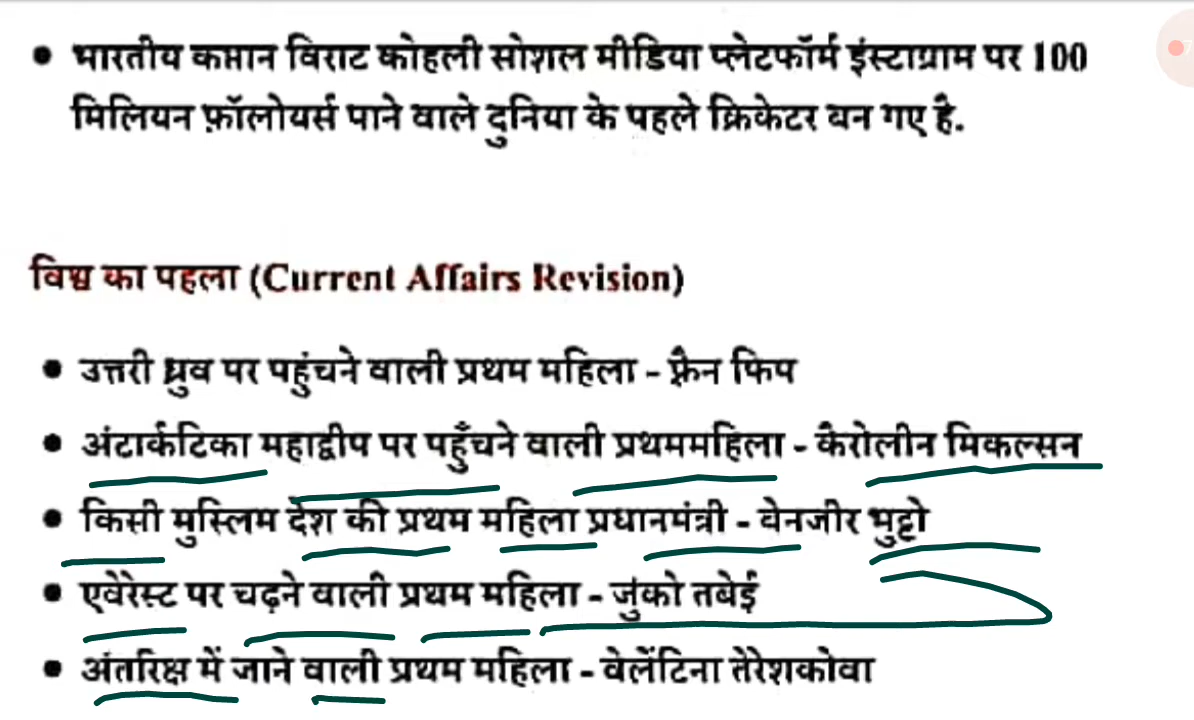 • भारतीय कप्तान विराट कोहली सोशल मीडिया प्लेटफॉर्म इंस्टाग्राम पर 100
मिलियन फ़ॉलोयर्स पाने वाले दुनिया के पहले क्रिकेटर बन गए है.
विश्व का पहला (Current Affairs Revision)
• उत्तरी ध्रुव पर पहुंचने वाली प्रथम महिला - फ़्रैन फिप
• अंटार्कटिका महाद्वीप पर पहुँचने वाली प्रथममहिला - कैरोलीन मिकल्सन
• किसी मुस्लिम देश की प्रथम महिला प्रधानमंत्री - बेनजीर भुट्टो
• एवेरेस्ट पर चढ़ने वाली प्रथम महिला - जुंको तबेई
• अंतरिक्ष में जाने वाली प्रथम महिला - वेलेंटिना तेरेशकोवा